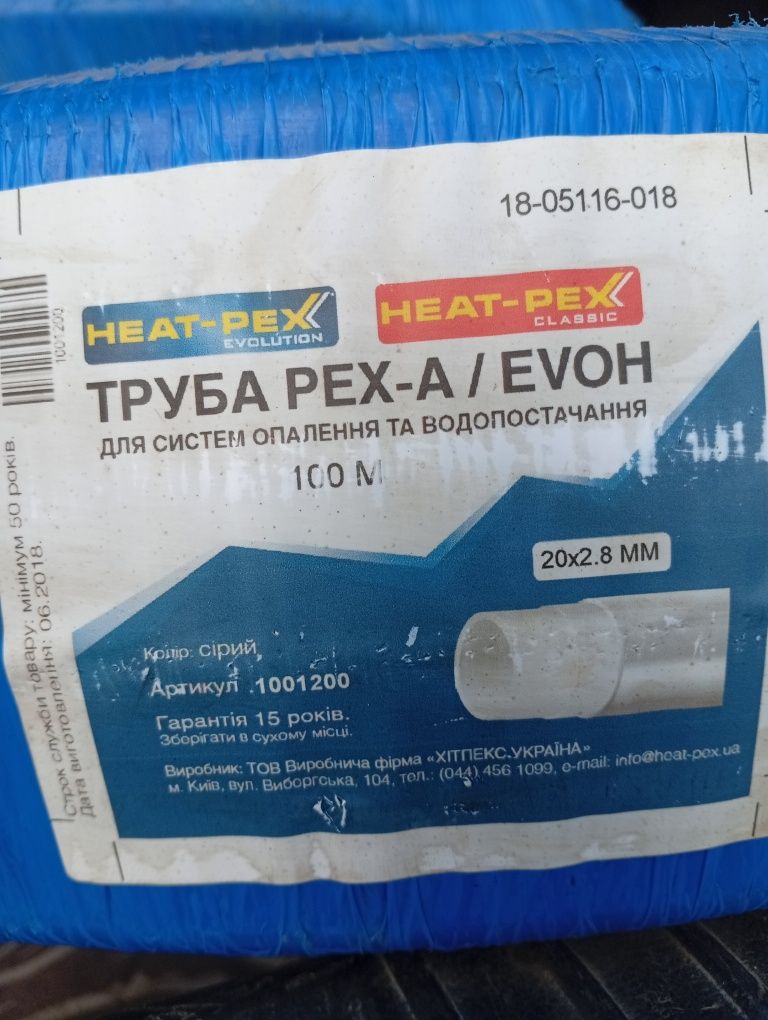 18-05116-018
HEAT-PEX
EVOLUTION
HEAT-PEX
CLASSIC
ТРУБА PEX-A / EVOH
ДЛЯ СИСТЕМ ОПАЛЕННЯ ТА ВОДОПОСТАЧАННЯ
100 М
20x2.8 ММ
Колір: сірий
Артикул 1001200
Гарантія 15 років.
Зберігати в сухому місці.
Виробник: ТОВ Виробнича фірма «ХІТПЕКС.УКРАЇНА»
м. Київ, вул. Виборгська, 104, тел.: (044) 456 1099, e-mail: info@heat-pex.ua
1001200
Строк служби товару: мінімум 50 років.
Дата виготовлення: 06.2018.